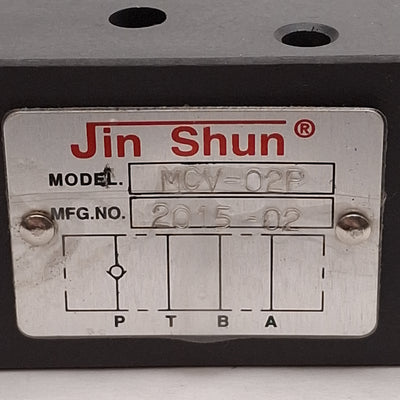 Jin Shun®
MODEL. MCV-02P
MFG.NO. 2015-02
P T B A